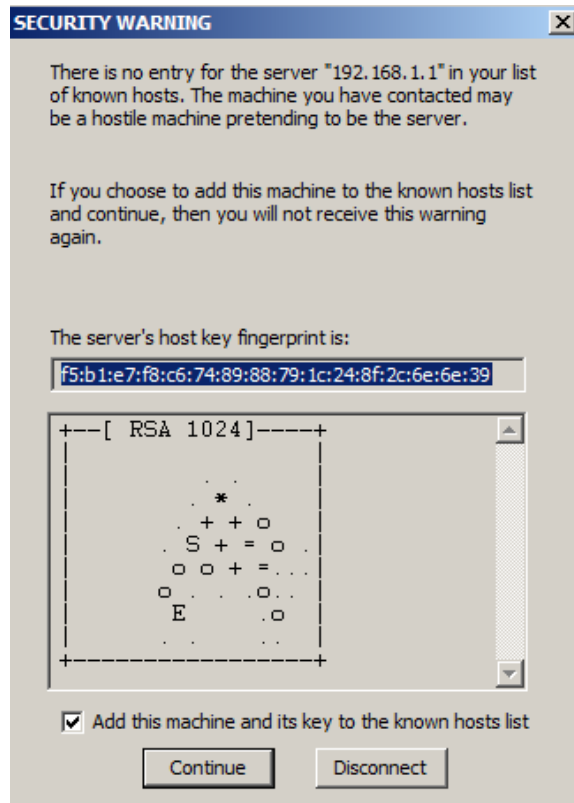 SECURITY WARNING
There is no entry for the server "192.168.1.1" in your list
of known hosts. The machine you have contacted may
be a hostile machine pretending to be the server.
If you choose to add this machine to the known hosts list
and continue, then you will not receive this warning
again.
The server's host key fingerprint is:
f5:b1:e7:f8:c6:74:89:88:79:1c:24:8f:2c:6e:6e:39
+--[ RSA 1024]----+
|                 |
|         . .     |
|        . * .    |
|       . + + o   |
|      . S + = o .|
|       o o + =...|
|      o . . .o.. |
|       E     .o  |
|      . .   ..   |
+-----------------+
Add this machine and its key to the known hosts list
Continue Disconnect